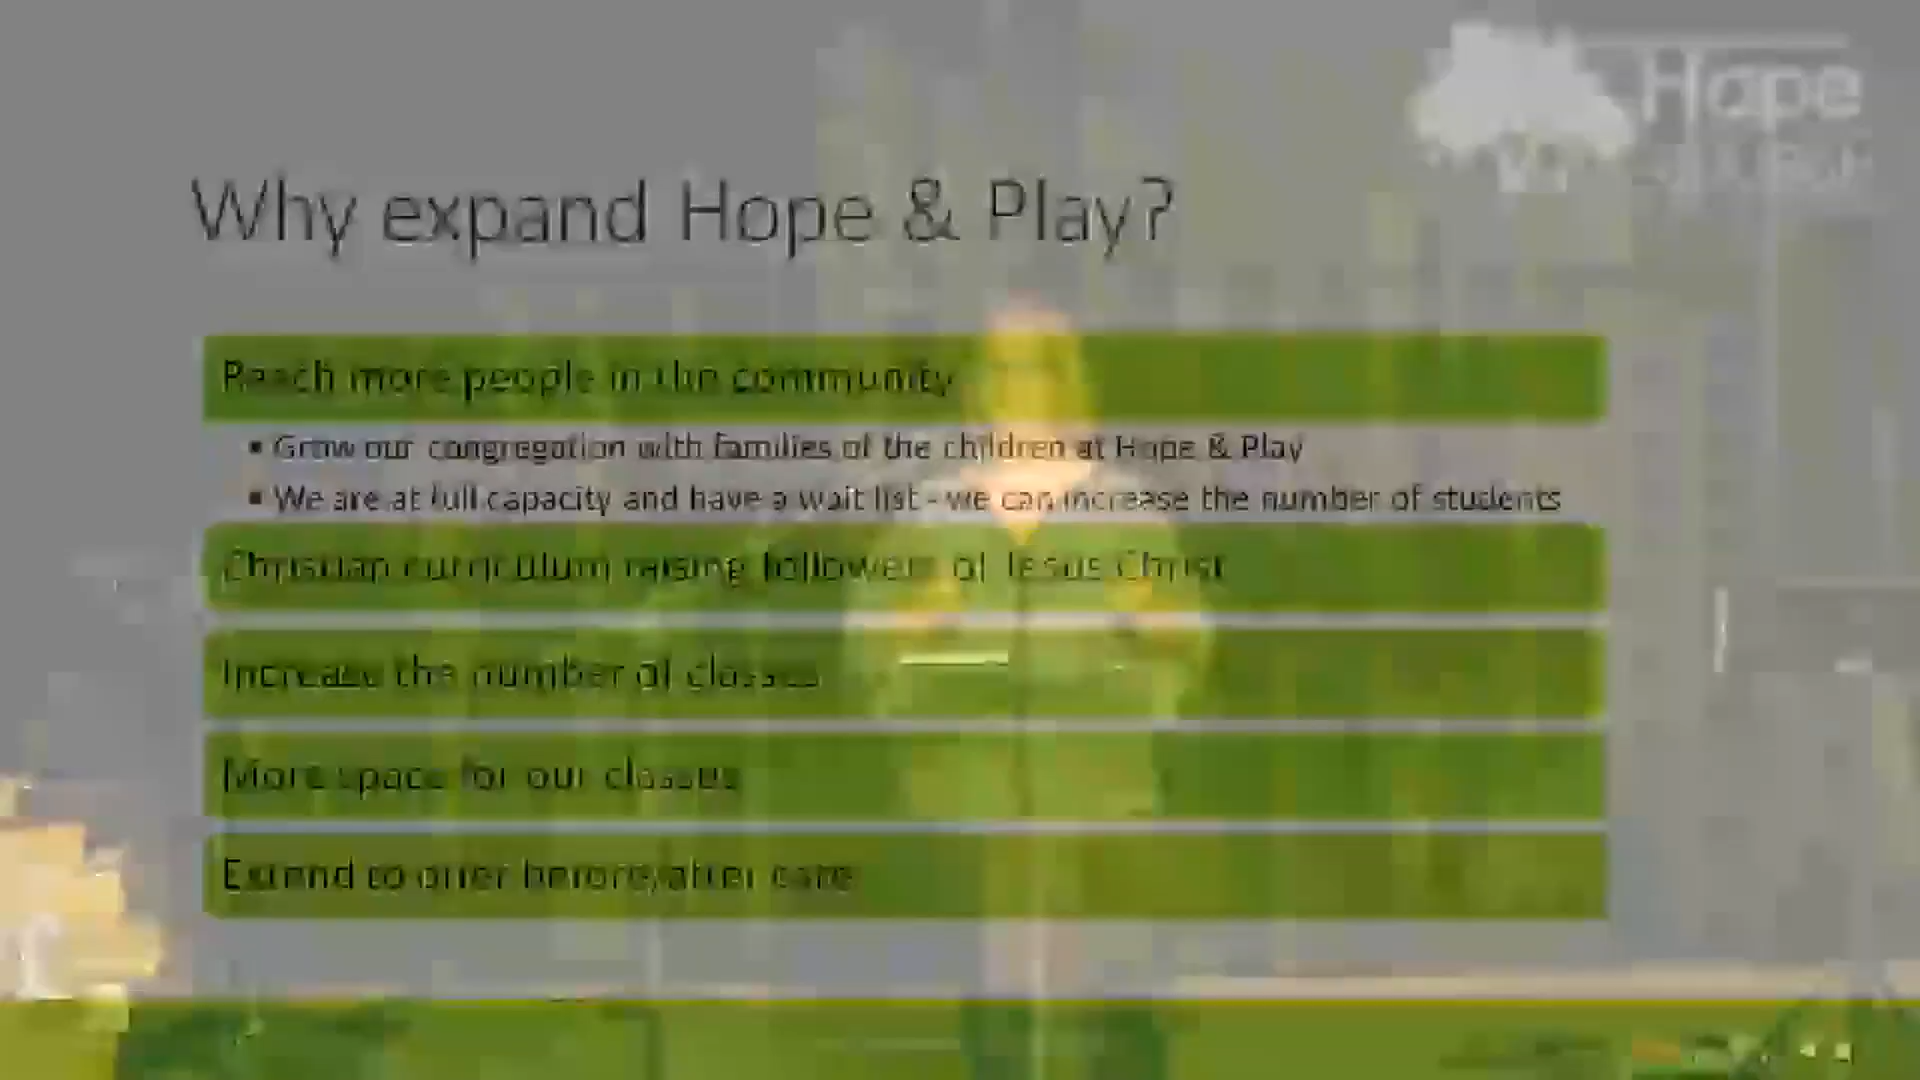 Hope
Why expand Hope & Play?
Reach more people in the community
▪ Grow our congregation with families of the children at Hope & Play
▪ We are at full capacity and have a wait list - we can increase the number of students
Christian curriculum raising followers of Jesus Christ
Increase the number of classes
More space for our classes
Extend to offer before/after care